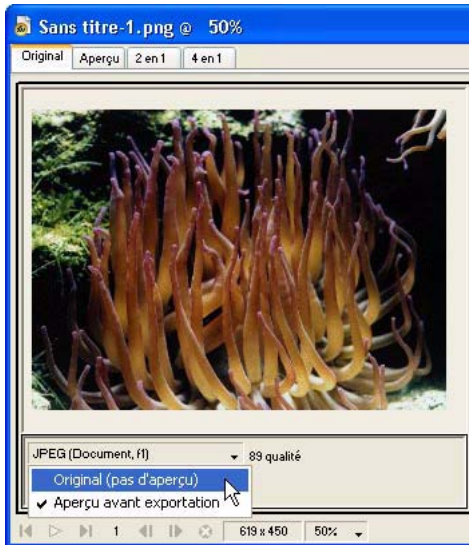 Sans titre-1.png @ 50%
Original Aperçu 2 en 1 4 en 1
JPEG (Document, f1) 89 qualité
Original (pas d'aperçu)
Aperçu avant exportation
1 619 x 450 50%